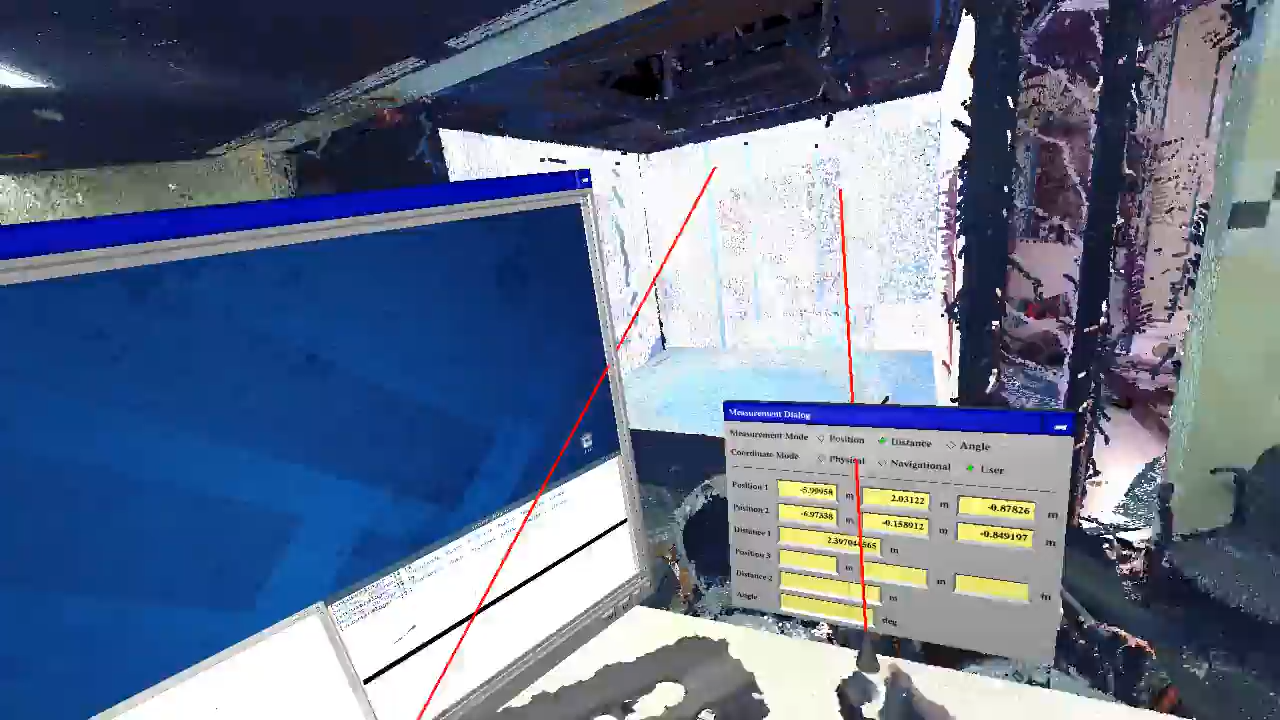 Measurement Dialog
Measurement Mode Position Distance Angle
Coordinate Mode Physical Navigational User
Position 1 -5.99958 m 2.03122 m -0.87826 m
Position 2 -6.97338 m -0.158912 m -0.849197 m
Distance 1 m
Position 3 m m m
Distance 2 m
Angle deg